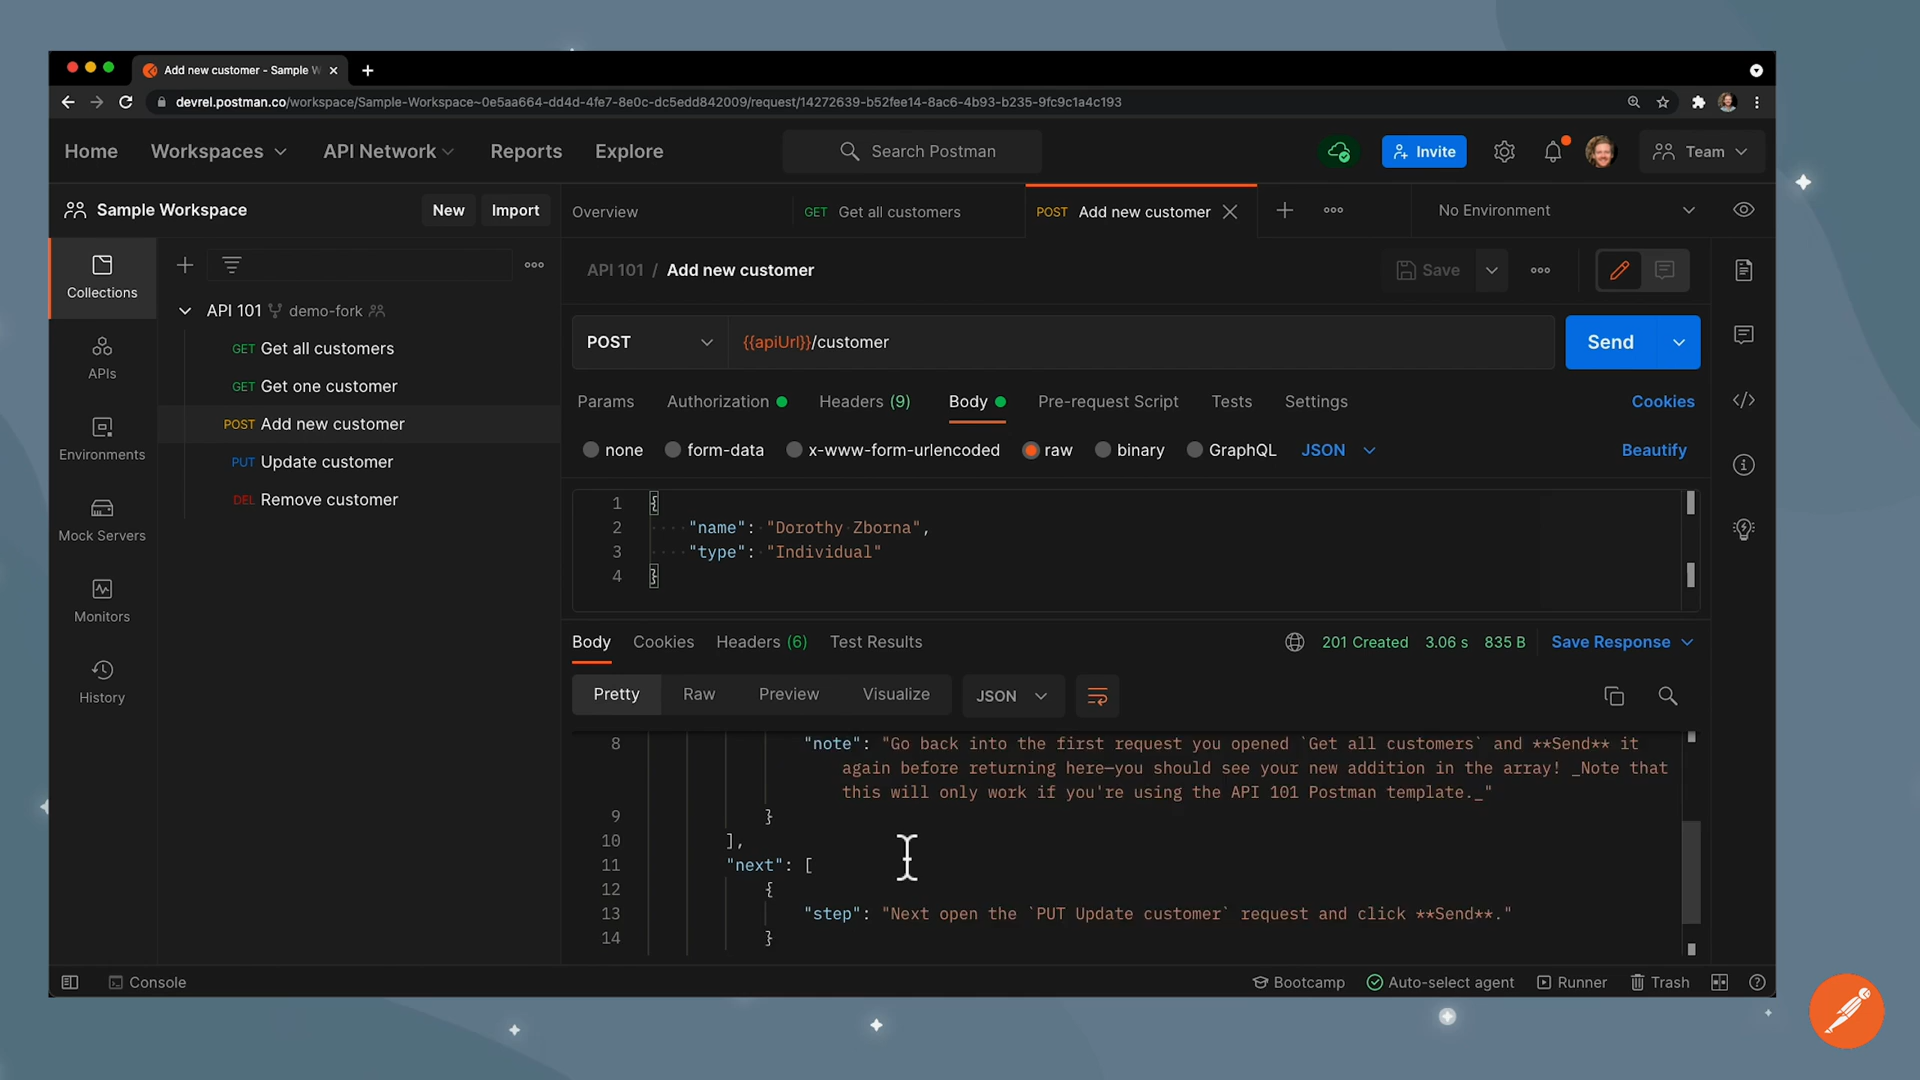 Add new customer - Sample W
devrel.postman.co/workspace/Sample-Workspace~0e5aa664-dd4d-4fe7-8e0c-dc5edd842009/request/14272639-b52fee14-8ac6-4b93-b235-9fc9c1a4c193
Home Workspaces API Network Reports Explore Search Postman Invite Team
Sample Workspace New Import Overview GET Get all customers POST Add new customer No Environment
Collections
APIs
Environments
Mock Servers
Monitors
History
API 101 demo-fork
GET Get all customers
GET Get one customer
POST Add new customer
PUT Update customer
DEL Remove customer
API 101 / Add new customer Save
POST {{apiUrl}}/customer Send
Params Authorization Headers (9) Body Pre-request Script Tests Settings Cookies
none form-data x-www-form-urlencoded raw binary GraphQL JSON Beautify
1 {
2 "name": "Dorothy Zborna",
3 "type": "Individual"
4 }
Body Cookies Headers (6) Test Results 201 Created 3.06 s 835 B Save Response
Pretty Raw Preview Visualize JSON
8 "note": "Go back into the first request you opened `Get all customers` and **Send** it
again before returning here—you should see your new addition in the array! _Note that
this will only work if you're using the API 101 Postman template._"
9 }
10 ],
11 "next": [
12 {
13 "step": "Next open the `PUT Update customer` request and click **Send**."
14 }
Console Bootcamp Auto-select agent Runner Trash